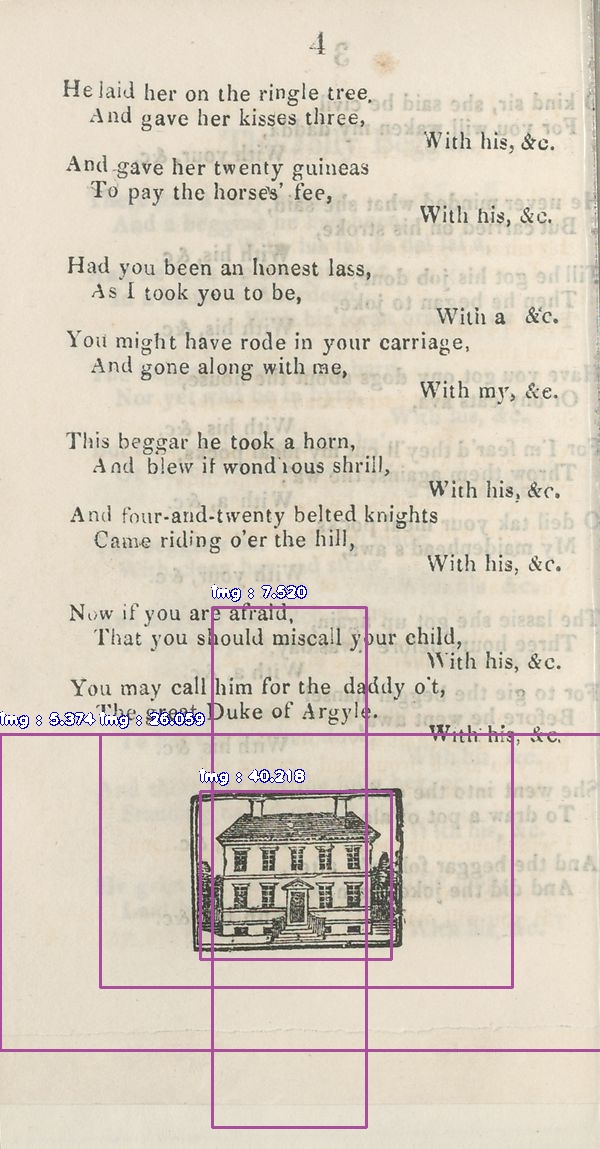 4
He laid her on the ringle tree,
And gave her kisses three,
With his, &c.
And gave her twenty guineas
To pay the horses' fee,
With his, &c.
Had you been an honest lass,
As I took you to be,
With a &c.
You might have rode in your carriage,
And gone along with me,
With my, &e.
This beggar he took a horn,
And blew it wond'rous shrill,
With his, &c.
And four-and-twenty belted knights
Came riding o'er the hill,
With his, &c.
Now if you are afraid,
That you should miscall your child,
With his, &c.
You may call him for the daddy o't,
The great Duke of Argyle.
With his, &c.
img : 7.520
img : 5.374
img : 26.059
img : 40.218